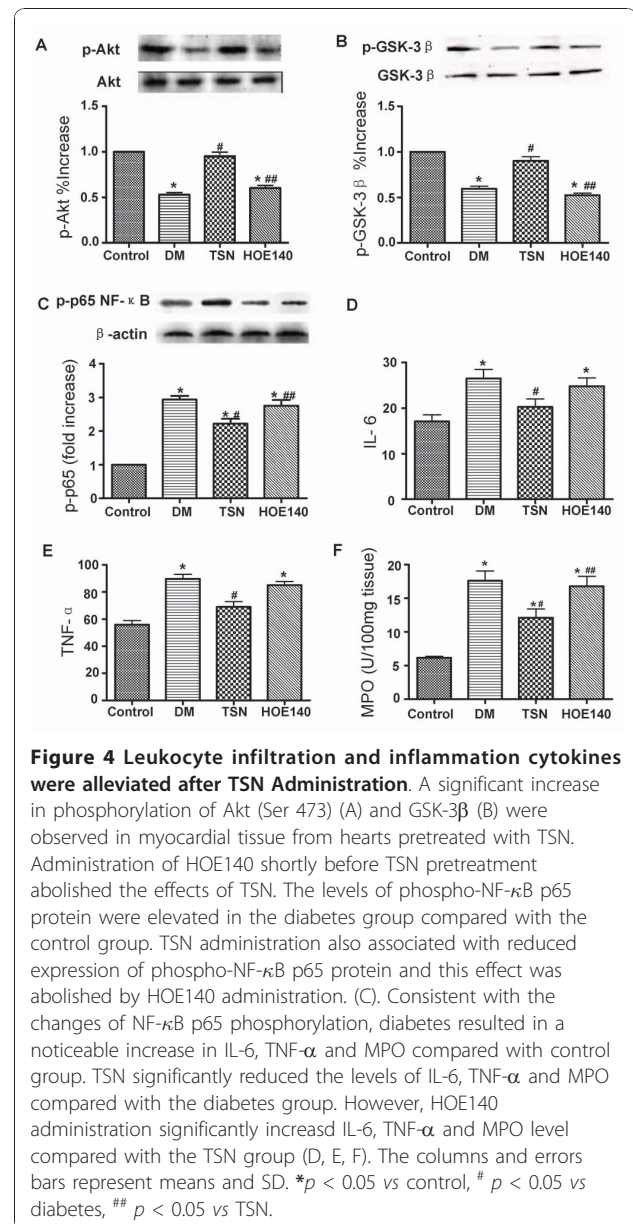 A
p-Akt
Akt
1.5
1.0
0.5
0.0
p-Akt %Increase
*
#
* ##
Control DM TSN HOE140
B
p-GSK-3 β
GSK-3 β
1.5
1.0
0.5
0.0
p-GSK-3 β %Increase
*
#
* ##
Control DM TSN HOE140
C p-p65 NF-κ B
β -actin
4
3
2
1
0
p-p65 (fold increase)
*
* #
* ##
Control DM TSN HOE140
D
30
20
10
0
IL- 6
*
#
*
Control DM TSN HOE140
E
100
80
60
40
20
0
TNF- α
*
#
*
Control DM TSN HOE140
F
20
15
10
5
0
MPO (U/100mg tissue)
*
* #
* ##
Control DM TSN HOE140
Figure 4 Leukocyte infiltration and inflammation cytokines
were alleviated after TSN Administration. A significant increase
in phosphorylation of Akt (Ser 473) (A) and GSK-3β (B) were
observed in myocardial tissue from hearts pretreated with TSN.
Administration of HOE140 shortly before TSN pretreatment
abolished the effects of TSN. The levels of phospho-NF-κB p65
protein were elevated in the diabetes group compared with the
control group. TSN administration also associated with reduced
expression of phospho-NF-κB p65 protein and this effect was
abolished by HOE140 administration. (C). Consistent with the
changes of NF-κB p65 phosphorylation, diabetes resulted in a
noticeable increase in IL-6, TNF-α and MPO compared with control
group. TSN significantly reduced the levels of IL-6, TNF-α and MPO
compared with the diabetes group. However, HOE140
administration significantly increasd IL-6, TNF-α and MPO level
compared with the TSN group (D, E, F). The columns and errors
bars represent means and SD. *p < 0.05 vs control, # p < 0.05 vs
diabetes, ## p < 0.05 vs TSN.